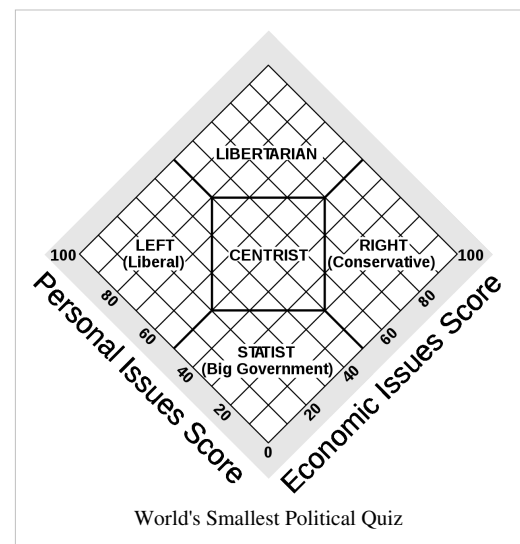 LIBERTARIAN
LEFT
(Liberal)
CENTRIST
RIGHT
(Conservative)
STATIST
(Big Government)
100
80
60
40
20
0
20
40
60
80
100
Personal Issues Score
Economic Issues Score
World's Smallest Political Quiz